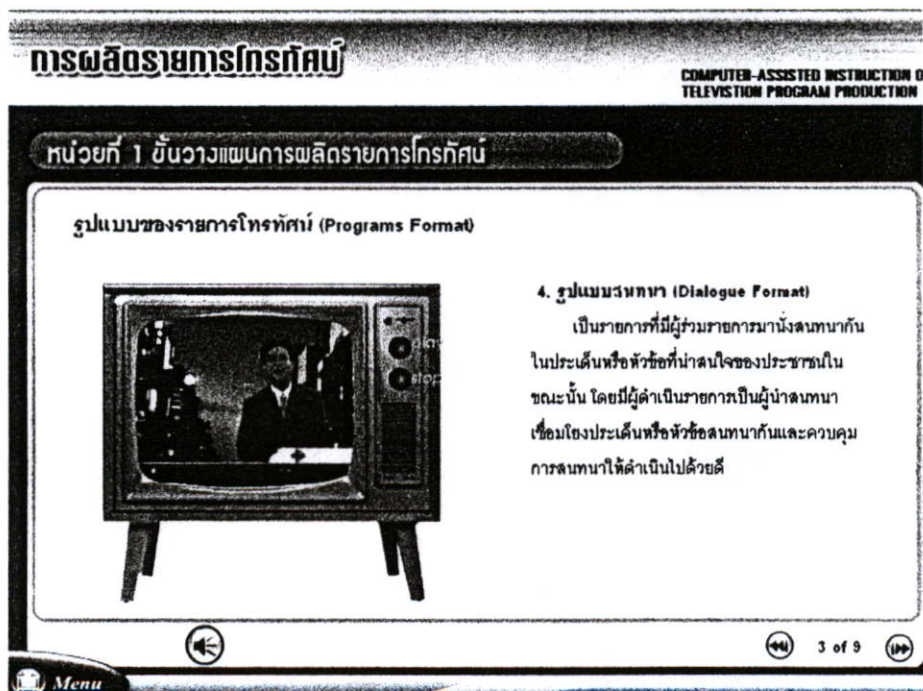 การผลิตรายการโทรทัศน์
COMPUTER-ASSISTED INSTRUCTION O
TELEVISTION PROGRAM PRODUCTION
หน่วยที่ 1 ขั้นวางแผนการผลิตรายการโทรทัศน์
รูปแบบของรายการโทรทัศน์ (Programs Format)
4. รูปแบบสนทนา (Dialogue Format)
เป็นรายการที่มีผู้ร่วมรายการมานั่งสนทนากัน
ในประเด็นหรือหัวข้อที่น่าสนใจของประชาชนใน
ขณะนั้น โดยมีผู้ดำเนินรายการเป็นผู้นำสนทนา
เชื่อมโยงประเด็นหรือหัวข้อสนทนากันและควบคุม
การสนทนาให้ดำเนินไปด้วยดี
play
stop
3 of 9
Menu